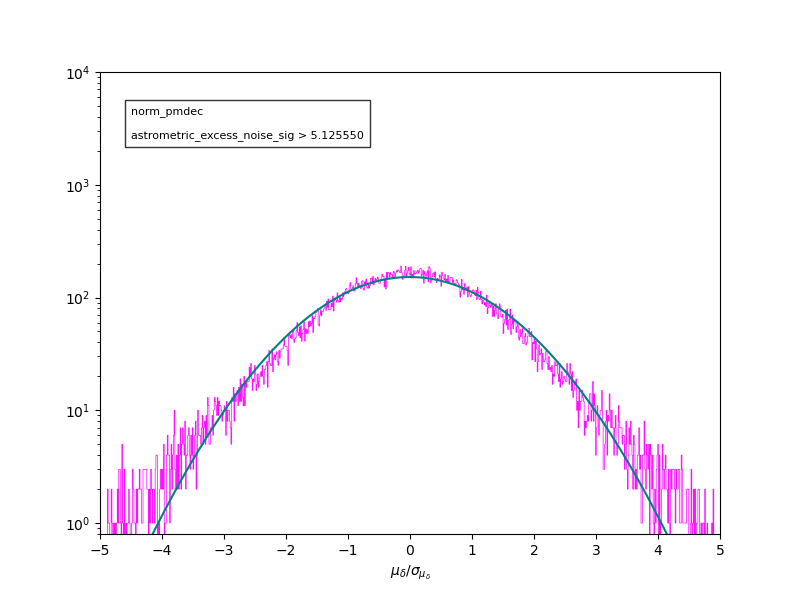 10⁴
norm_pmdec
astrometric_excess_noise_sig > 5.125550
10³
10²
10¹
10⁰
−5 −4 −3 −2 −1 0 1 2 3 4 5
μδ/σμδ